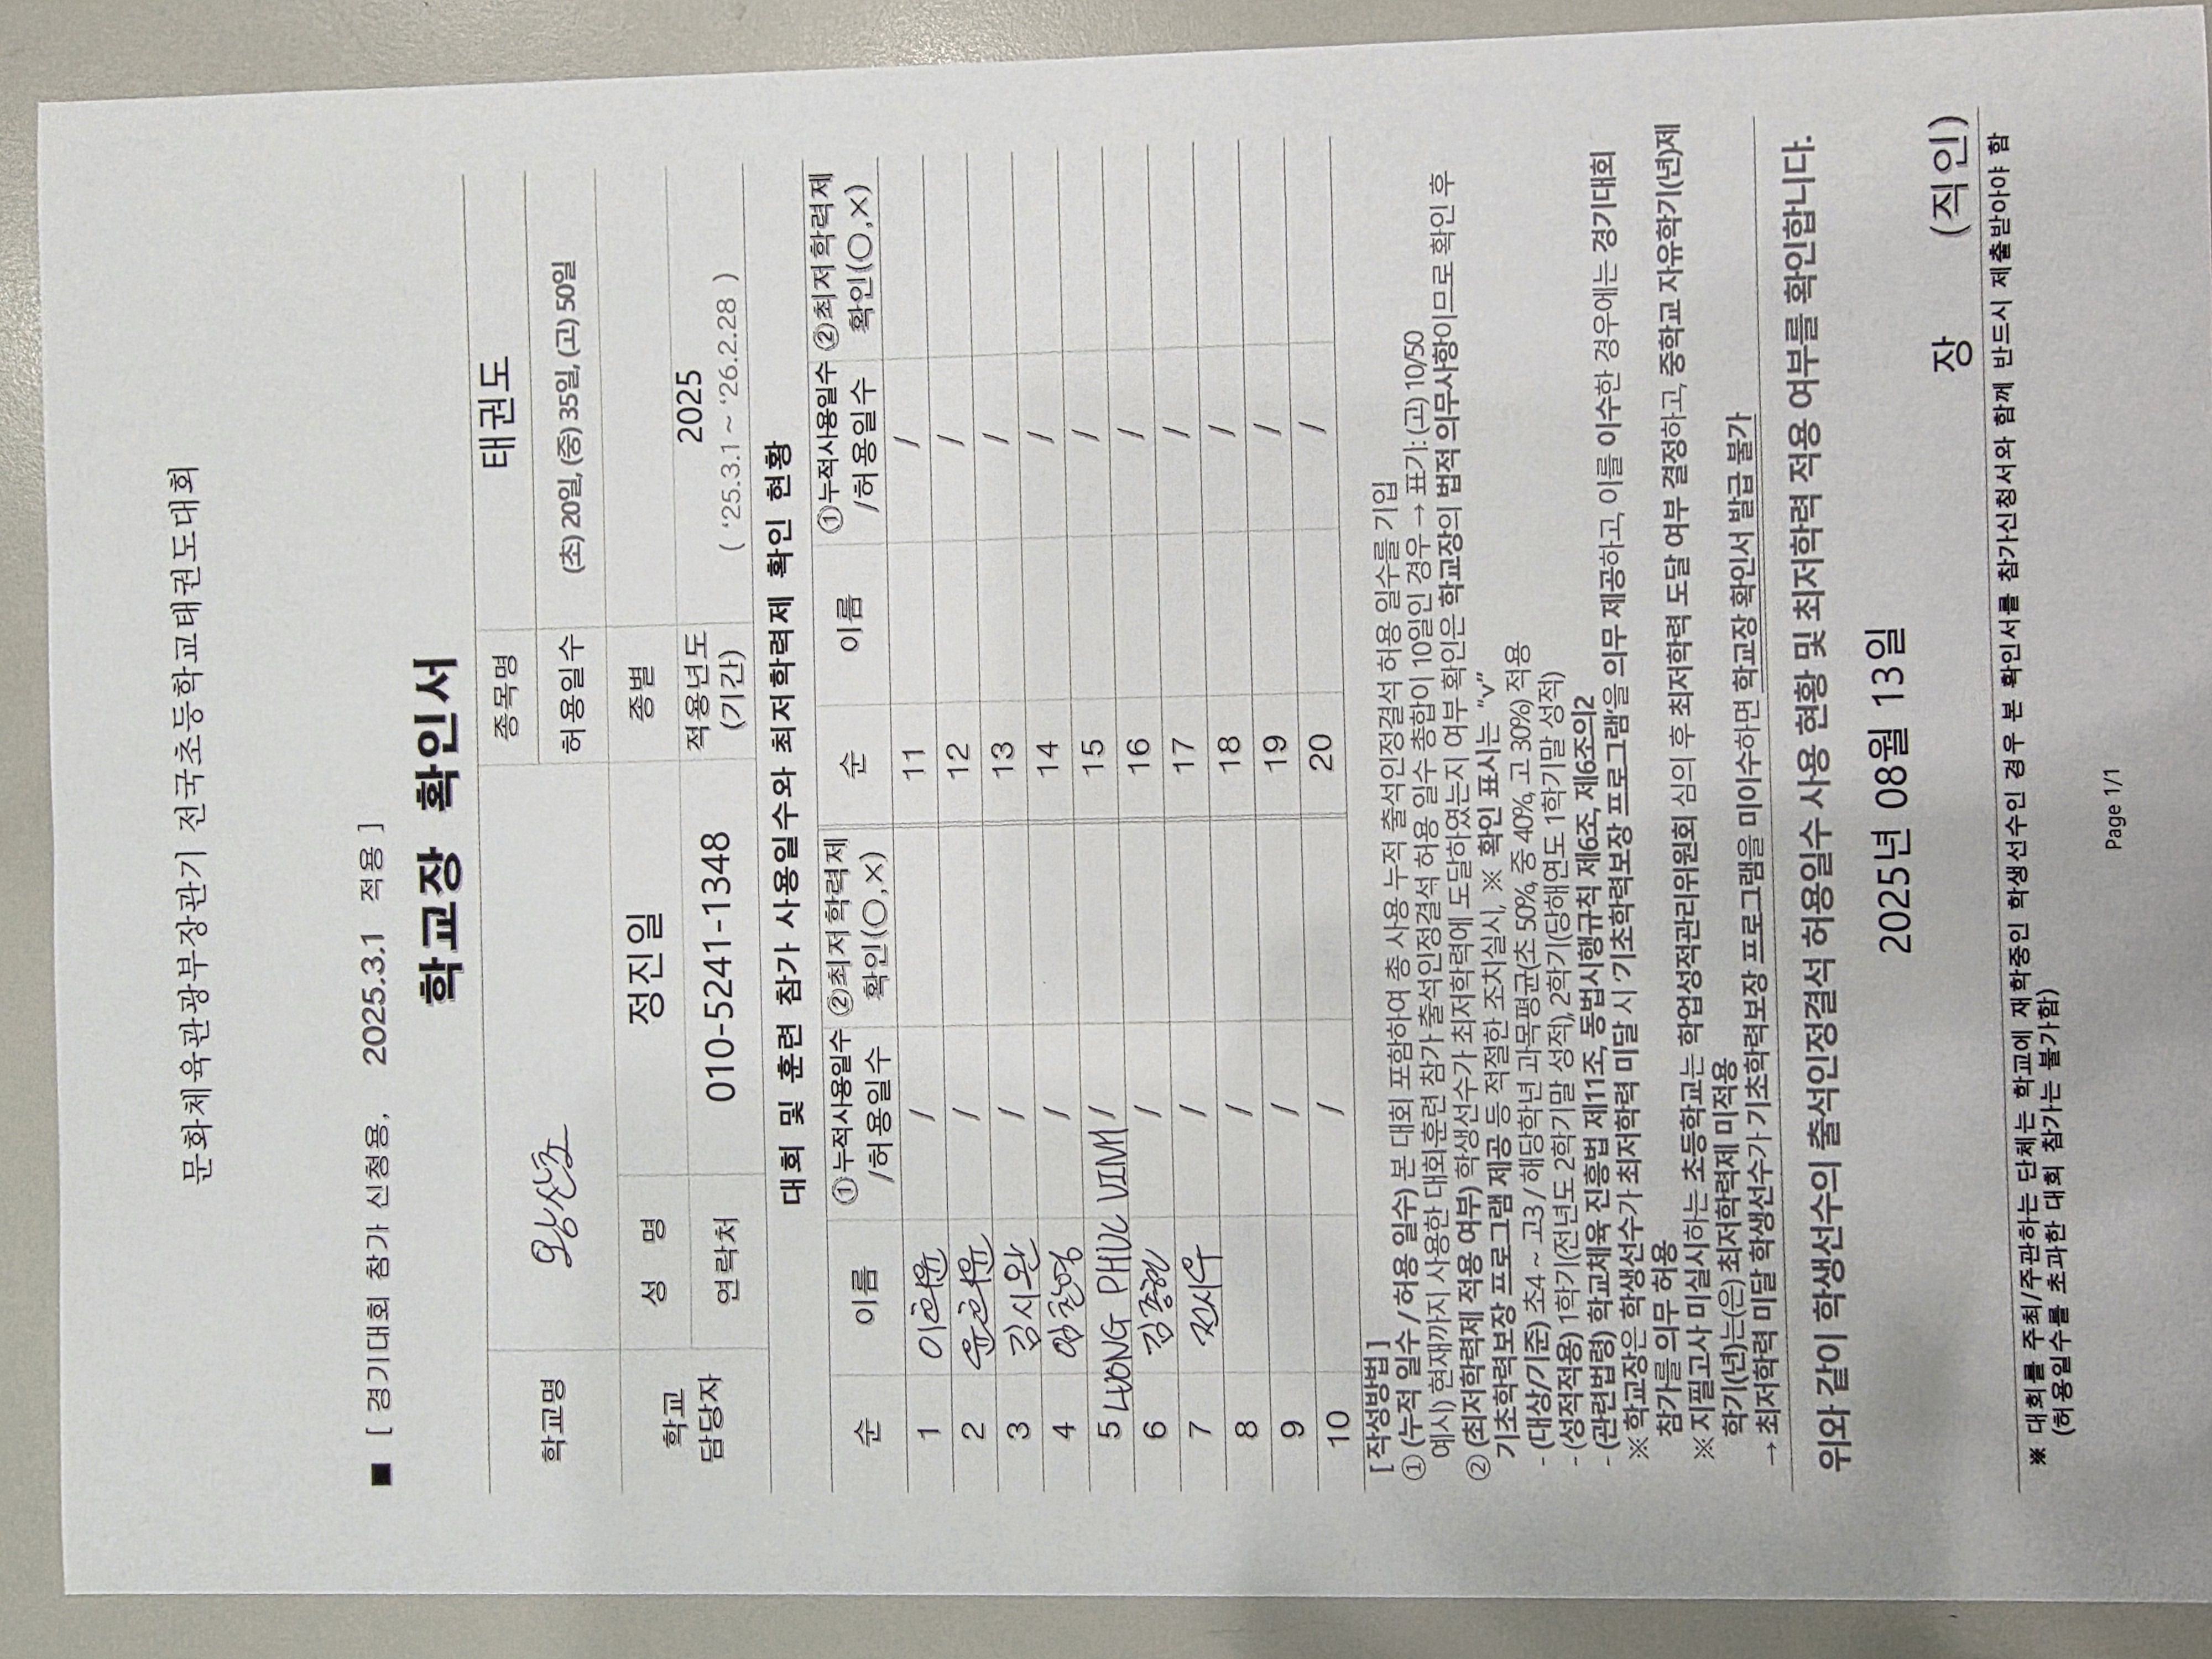 문화체육관광부장관기 전국초등학교태권도대회
■ [ 경기대회 참가 신청용, 2025.3.1 적용 ]
학교장 확인서
학교명 왕산초 종목명 태권도
허용일수 (초) 20일, (중) 35일, (고) 50일
학교 담당자 성 명 정진일 종별
연락처 010-5241-1348 적용년도 (기간) 2025 ( ‘25.3.1 ~ ‘26.2.28 )
대회 및 훈련 참가 사용일수와 최저학력제 확인 현황
순 이름 ①누적사용일수 /허용일수 ②최저학력제 확인(○,×) 순 이름 ①누적사용일수 /허용일수 ②최저학력제 확인(○,×)
1 / 11 /
2 / 12 /
3 김시완 / 13 /
4 / 14 /
5 LUONG PHUC / 15 /
6 / 16 /
7 전시우 / 17 /
8 / 18 /
9 / 19 /
10 / 20 /
[ 작성방법 ]
① (누적 일수 / 허용 일수) 본 대회 포함하여 총 사용 누적 출석인정결석 허용 일수를 기입
예시) 현재까지 사용한 대회·훈련 참가 출석인정결석 허용 일수 총합이 10일인 경우 → 표기: (고) 10/50
② (최저학력제 적용 여부) 학생선수가 최저학력에 도달하였는지 여부 확인은 학교장의 법적 의무사항이므로 확인 후
기초학력보장 프로그램 제공 등 적절한 조치실시, ※ 확인 표시는 "v"
- (대상/기준) 초4 ~ 고3 / 해당학년 과목평균(초 50%, 중 40%, 고 30%) 적용
- (성적적용) 1학기(전년도 2학기말 성적), 2학기(당해연도 1학기말 성적)
- (관련법령) 학교체육 진흥법 제11조, 동법시행규칙 제6조, 제6조의2
※ 학교장은 학생선수가 최저학력 미달 시 ‘기초학력보장 프로그램’을 의무 제공하고, 이를 이수한 경우에는 경기대회
참가를 의무 허용
※ 지필고사 미실시하는 초등학교는 학업성적관리위원회 심의 후 최저학력 도달 여부 결정하고, 중학교 자유학기(년)제
학기(년)는(은) 최저학력제 미적용
→ 최저학력 미달 학생선수가 기초학력보장 프로그램을 미이수하면 학교장 확인서 발급 불가
위와 같이 학생선수의 출석인정결석 허용일수 사용 현황 및 최저학력 적용 여부를 확인합니다.
2025년 08월 13일
장 (직인)
※ 대회를 주최/주관하는 단체는 학교에 재학중인 학생선수인 경우 본 확인서를 참가신청서와 함께 반드시 제출받아야 함
(허용일수를 초과한 대회 참가는 불가함)
Page 1/1